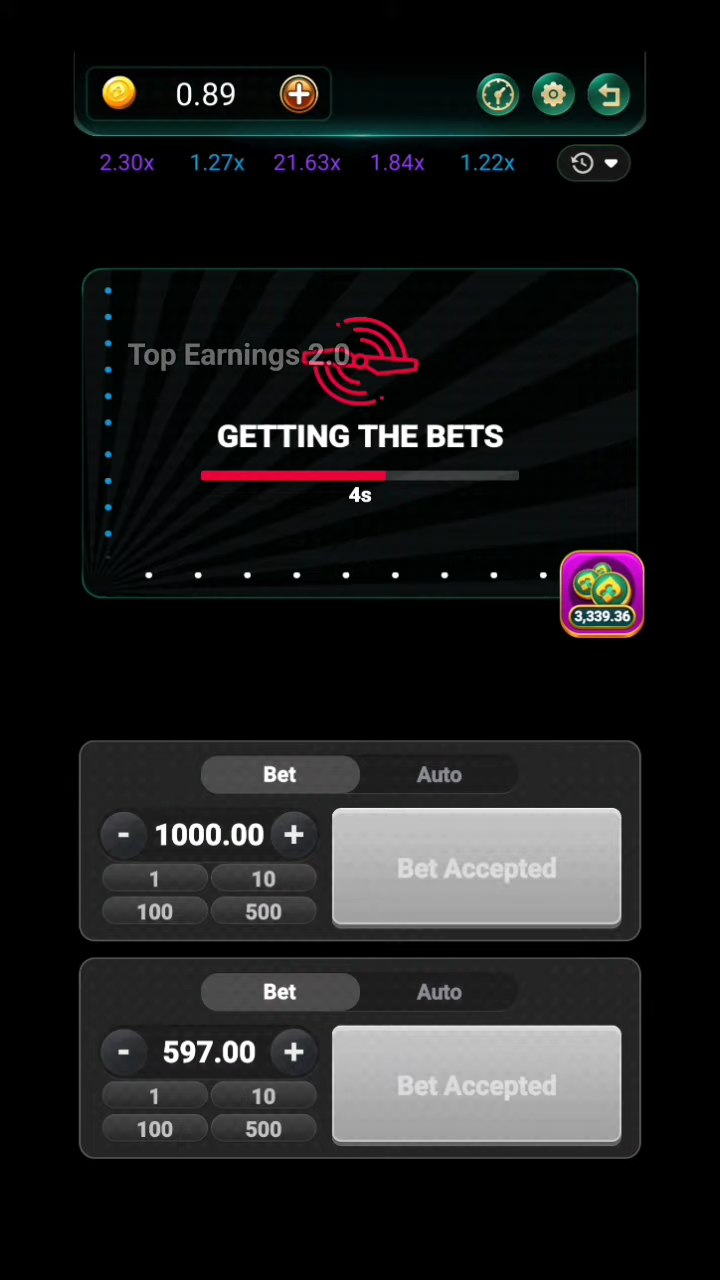 0.89
2.30x 1.27x 21.63x 1.84x 1.22x
Top Earnings 2.0
GETTING THE BETS
4s
3,339.36
Bet Auto
- 1000.00 +
Bet Accepted
1 10
100 500
Bet Auto
- 597.00 +
Bet Accepted
1 10
100 500